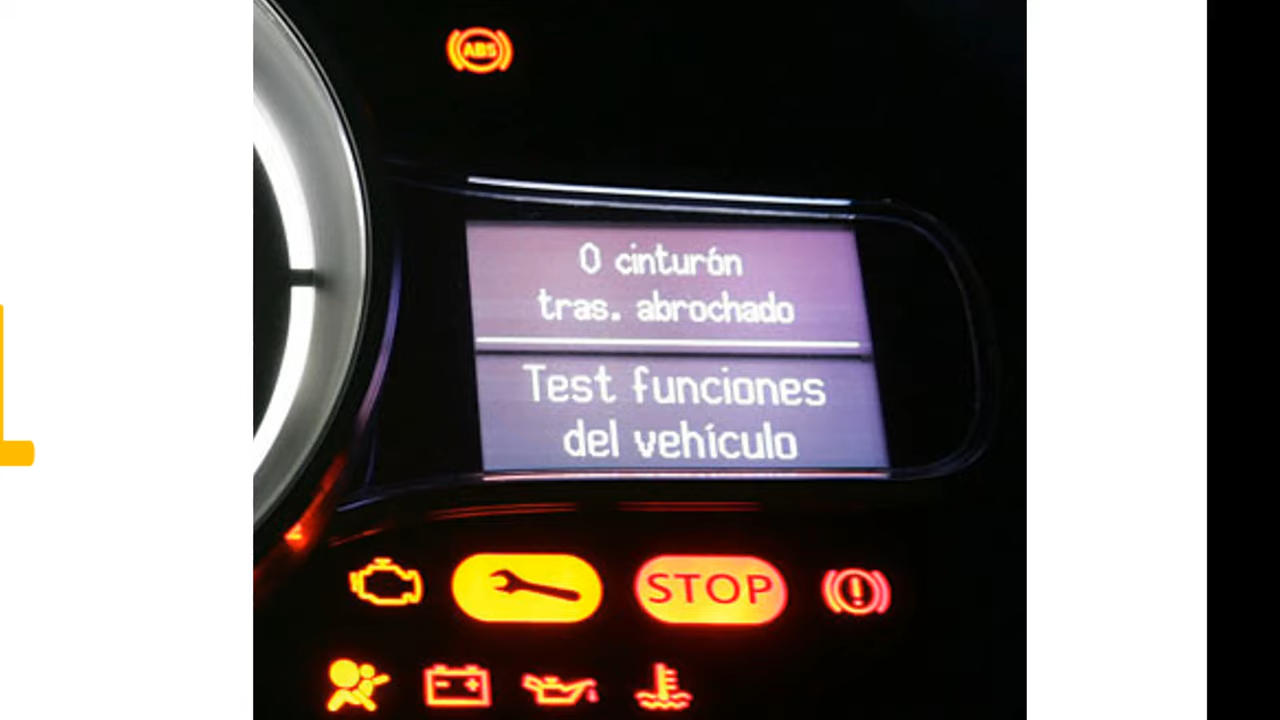 ABS
0 cinturón
tras. abrochado
Test funciones
del vehículo
STOP